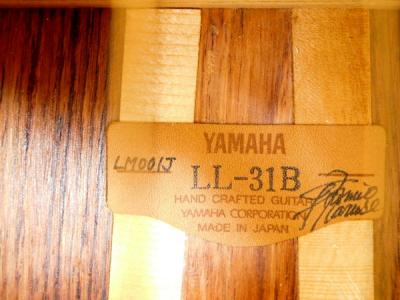 YAMAHA
LM001J
LL-31B
HAND CRAFTED GUITAR
YAMAHA CORPORATION
MADE IN JAPAN